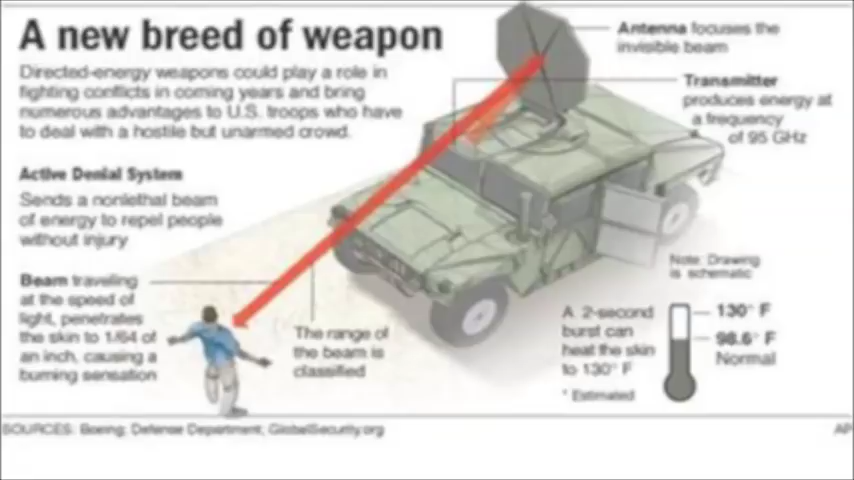 A new breed of weapon
Directed-energy weapons could play a role in
fighting conflicts in coming years and bring
numerous advantages to U.S. troops who have
to deal with a hostile but unarmed crowd.
Active Denial System
Sends a nonlethal beam
of energy to repel people
without injury
Beam traveling
at the speed of
light, penetrates
the skin to 1/64 of
an inch, causing a
burning sensation
The range of
the beam is
classified
Antenna focuses the
invisible beam
Transmitter
produces energy at
a frequency
of 95 GHz
Note: Drawing
is schematic
A 2-second
burst can
heat the skin
to 130° F
* Estimated
130° F
98.6° F
Normal
SOURCES: Boeing; Defense Department; GlobalSecurity.org
AP